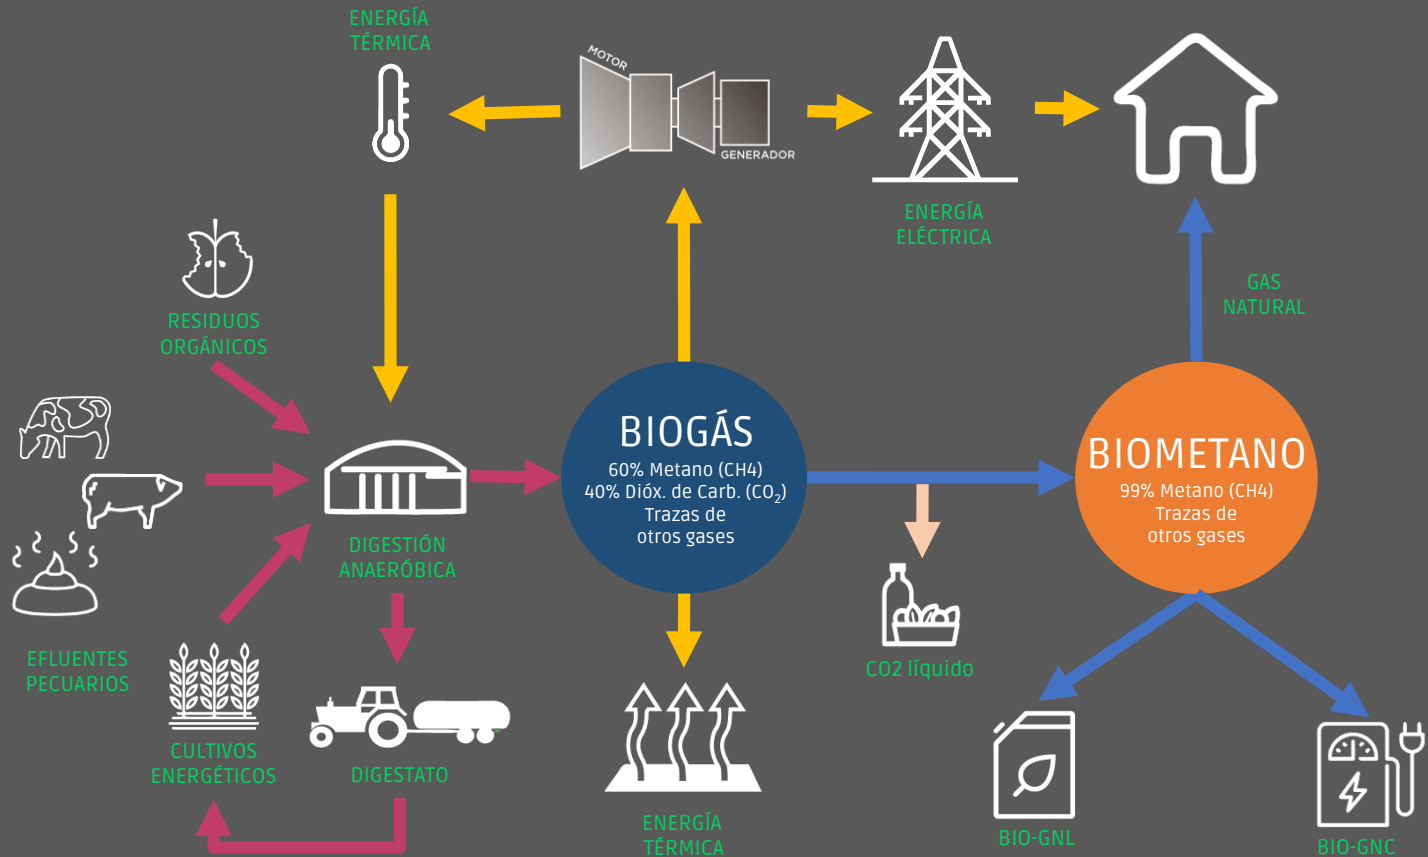 ENERGÍA
TÉRMICA
MOTOR
GENERADOR
ENERGÍA
ELÉCTRICA
GAS
NATURAL
RESIDUOS
ORGÁNICOS
BIOGÁS
60% Metano (CH4)
40% Dióx. de Carb. (CO₂)
Trazas de
otros gases
BIOMETANO
99% Metano (CH4)
Trazas de
otros gases
DIGESTIÓN
ANAERÓBICA
EFLUENTES
PECUARIOS
CO2 líquido
CULTIVOS
ENERGÉTICOS
DIGESTATO
ENERGÍA
TÉRMICA
BIO-GNL
BIO-GNC